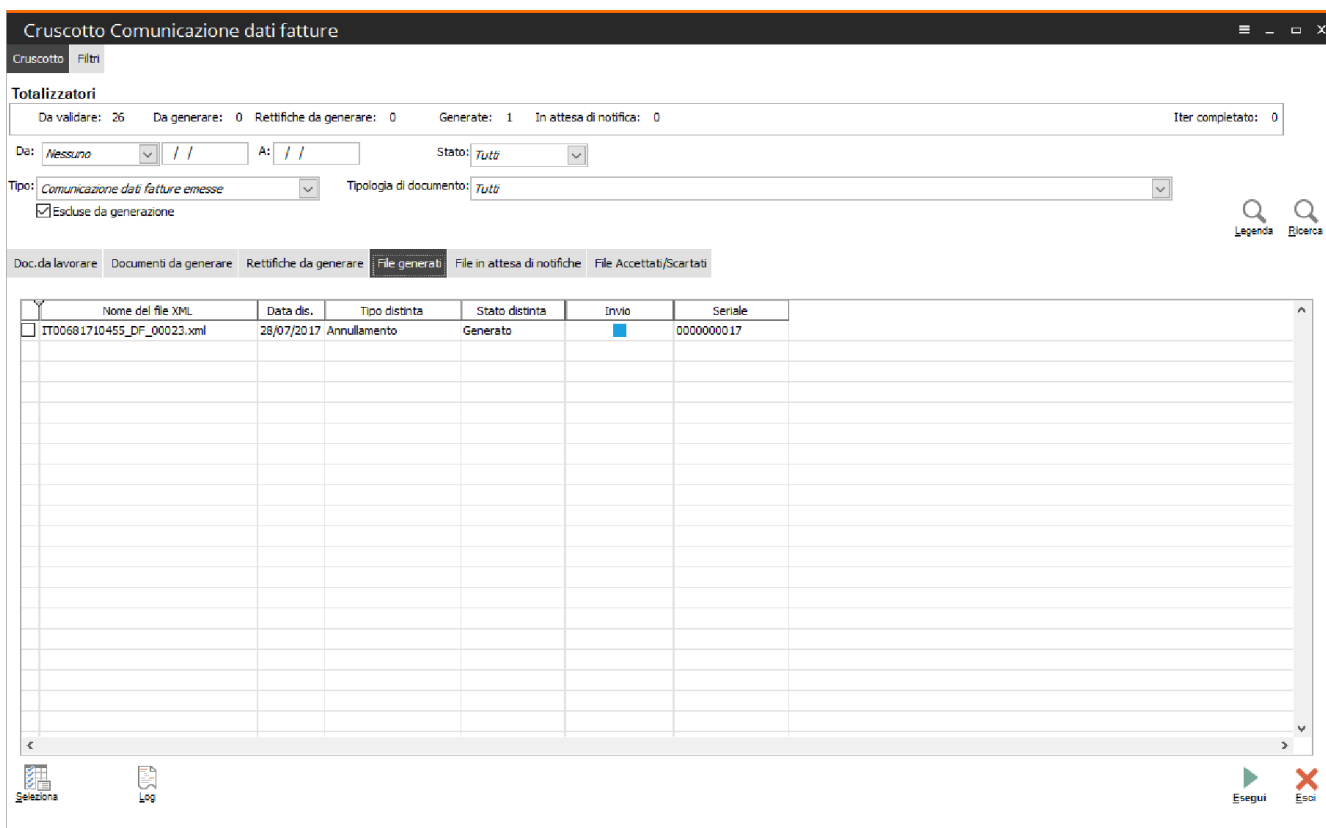 Cruscotto Comunicazione dati fatture
Cruscotto Filtri
Totalizzatori
Da validare: 26 Da generare: 0 Rettifiche da generare: 0 Generate: 1 In attesa di notifica: 0 Iter completato: 0
Da: Nessuno / / A: / / Stato: Tutti
Tipo: Comunicazione dati fatture emesse Tipologia di documento: Tutti
Escluse da generazione
Legenda Ricerca
Doc.da lavorare Documenti da generare Rettifiche da generare File generati File in attesa di notifiche File Accettati/Scartati
Nome del file XML Data dis. Tipo distinta Stato distinta Invio Seriale
IT00681710455_DF_00023.xml 28/07/2017 Annullamento Generato 0000000017
Seleziona Log Esegui Esci